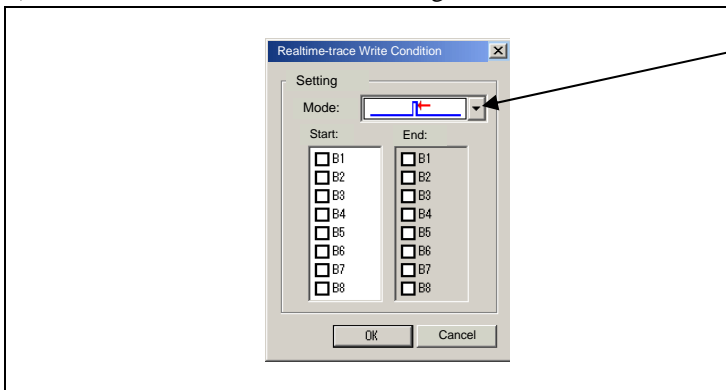 Realtime-trace Write Condition
Setting
Mode:
Start: End:
B1 B1
B2 B2
B3 B3
B4 B4
B5 B5
B6 B6
B7 B7
B8 B8
OK Cancel